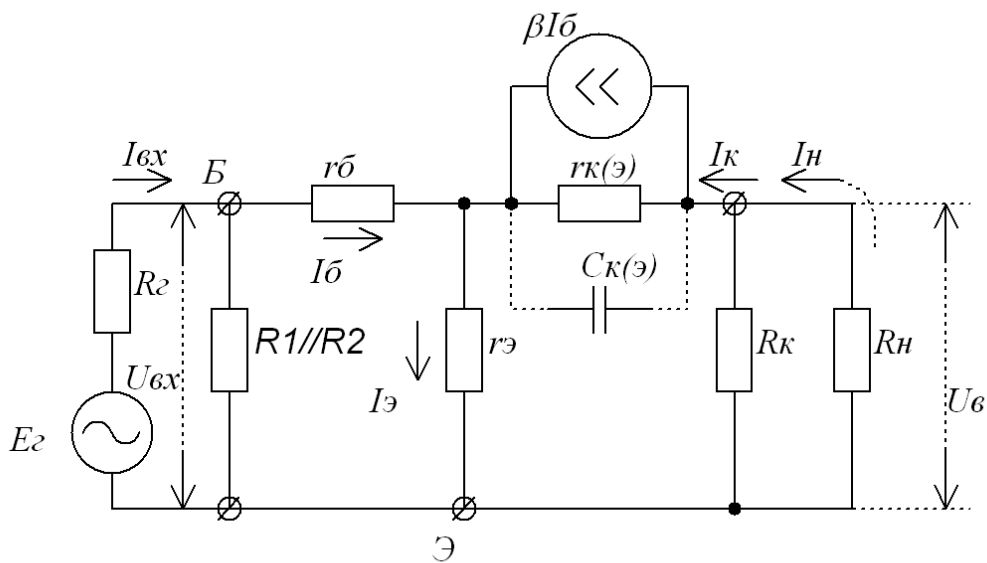 βIб
Iвх
Б
rб
rк(э)
Iк
Iн
Rг
Iб
Cк(э)
Uвх
R1//R2
rэ
Rк
Rн
Iэ
Uв
Eг
Э